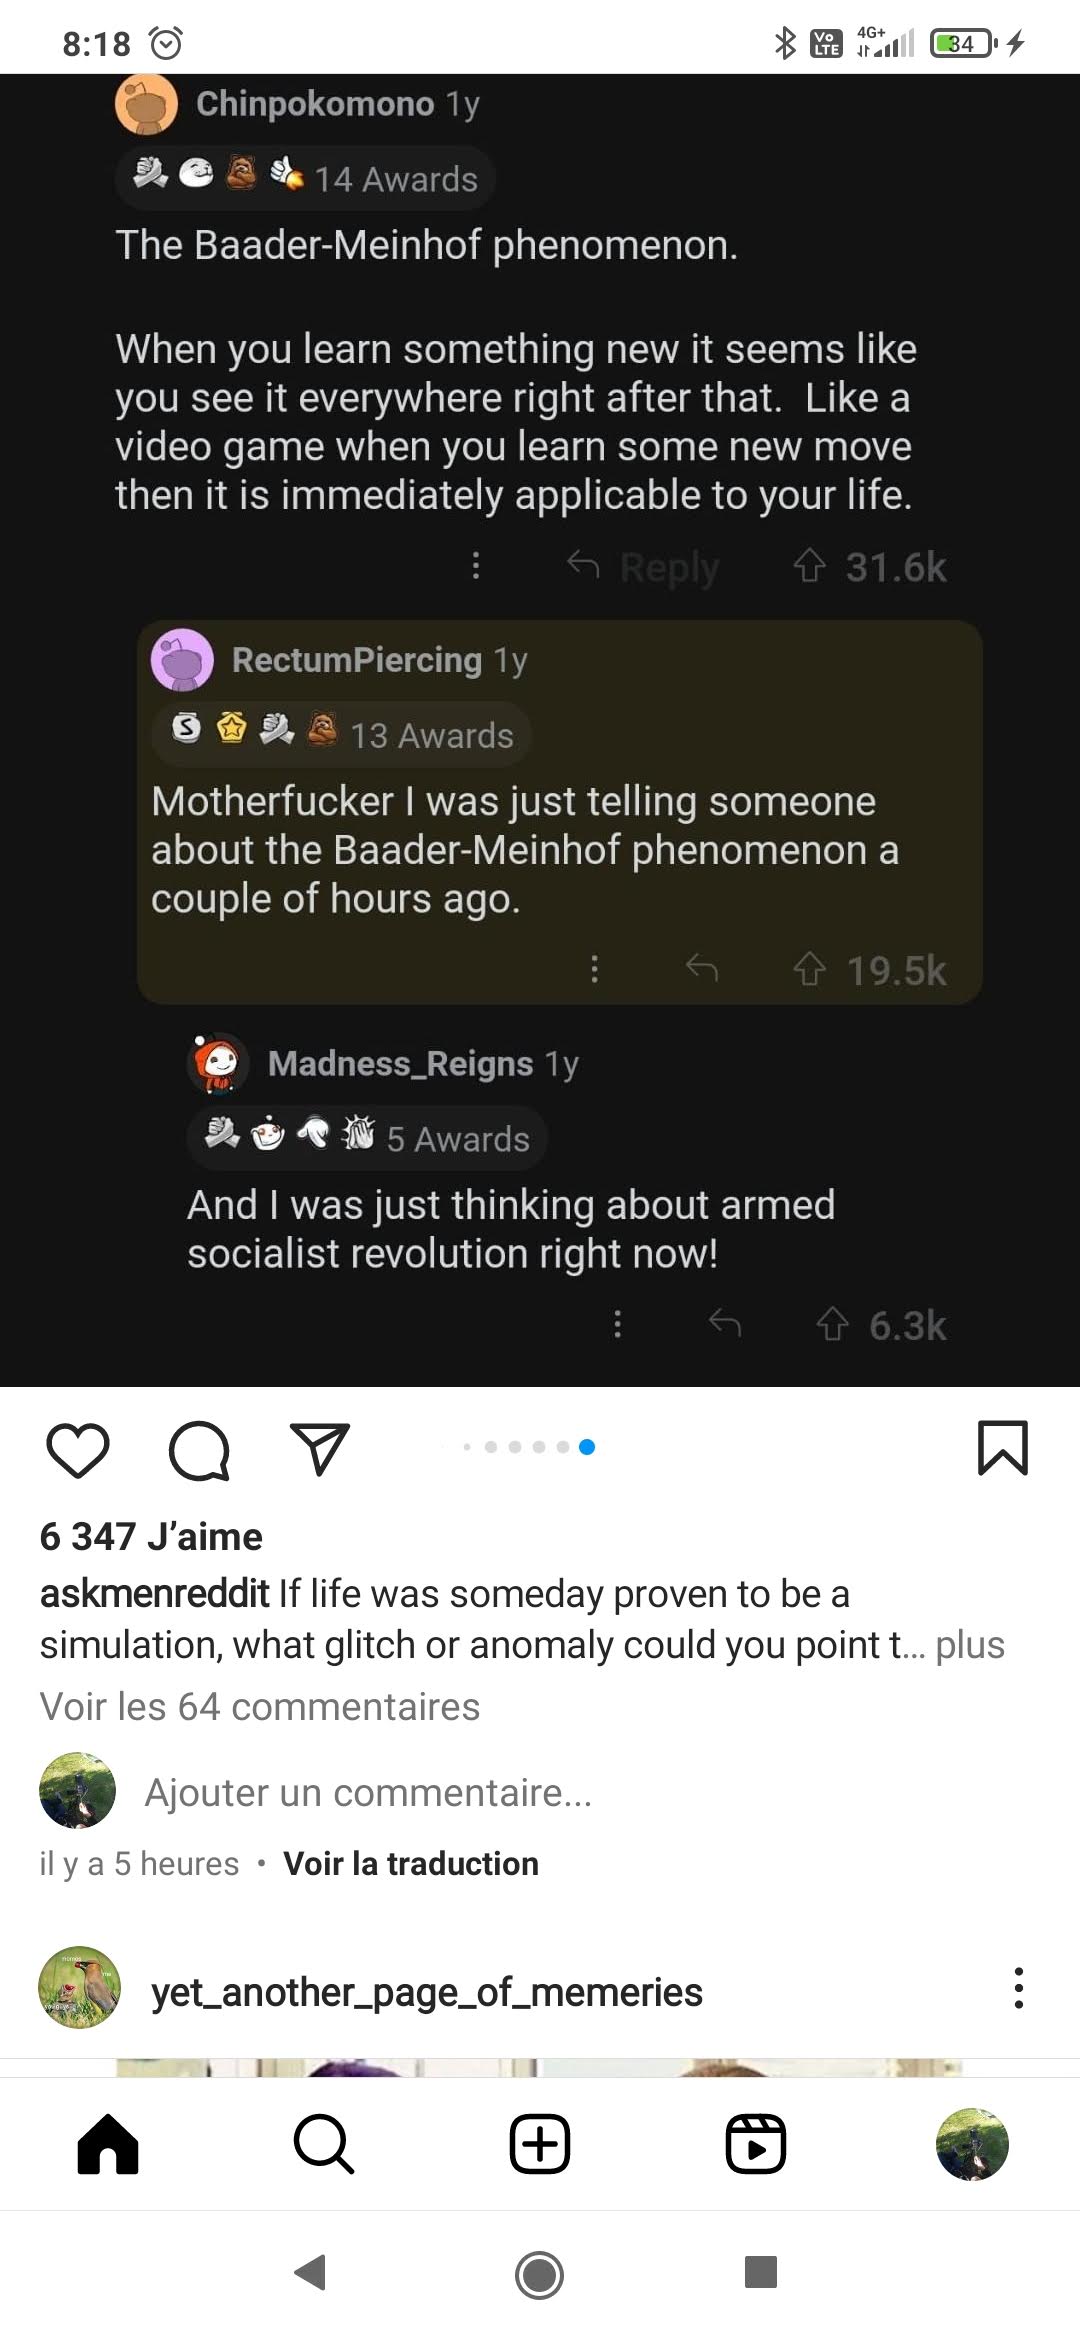 8:18
Vo LTE 4G+ 34
Chinpokomono 1y
14 Awards
The Baader-Meinhof phenomenon.
When you learn something new it seems like
you see it everywhere right after that.  Like a
video game when you learn some new move
then it is immediately applicable to your life.
Reply 31.6k
RectumPiercing 1y
S 13 Awards
Motherfucker I was just telling someone
about the Baader-Meinhof phenomenon a
couple of hours ago.
19.5k
Madness_Reigns 1y
5 Awards
And I was just thinking about armed
socialist revolution right now!
6.3k
6 347 J’aime
askmenreddit If life was someday proven to be a
simulation, what glitch or anomaly could you point t... plus
Voir les 64 commentaires
Ajouter un commentaire...
il y a 5 heures • Voir la traduction
yet_another_page_of_memeries